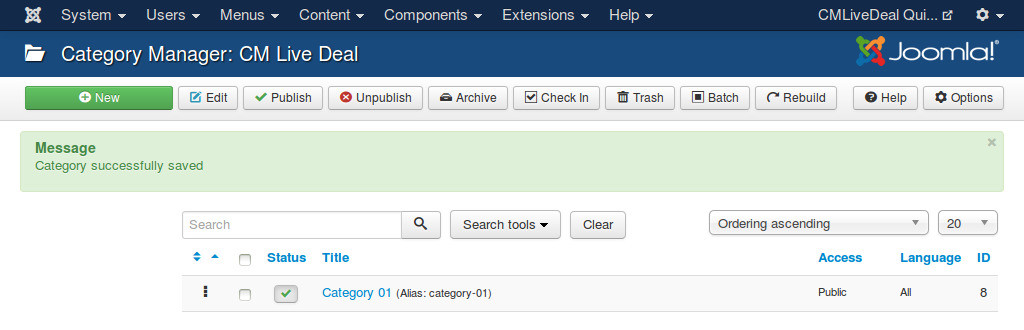 System Users Menus Content Components Extensions Help CMLiveDeal Qui...
Category Manager: CM Live Deal Joomla!
New Edit Publish Unpublish Archive Check In Trash Batch Rebuild Help Options
Message
Category successfully saved
Search Search tools Clear Ordering ascending 20
Status Title Access Language ID
Category 01 (Alias: category-01) Public All 8